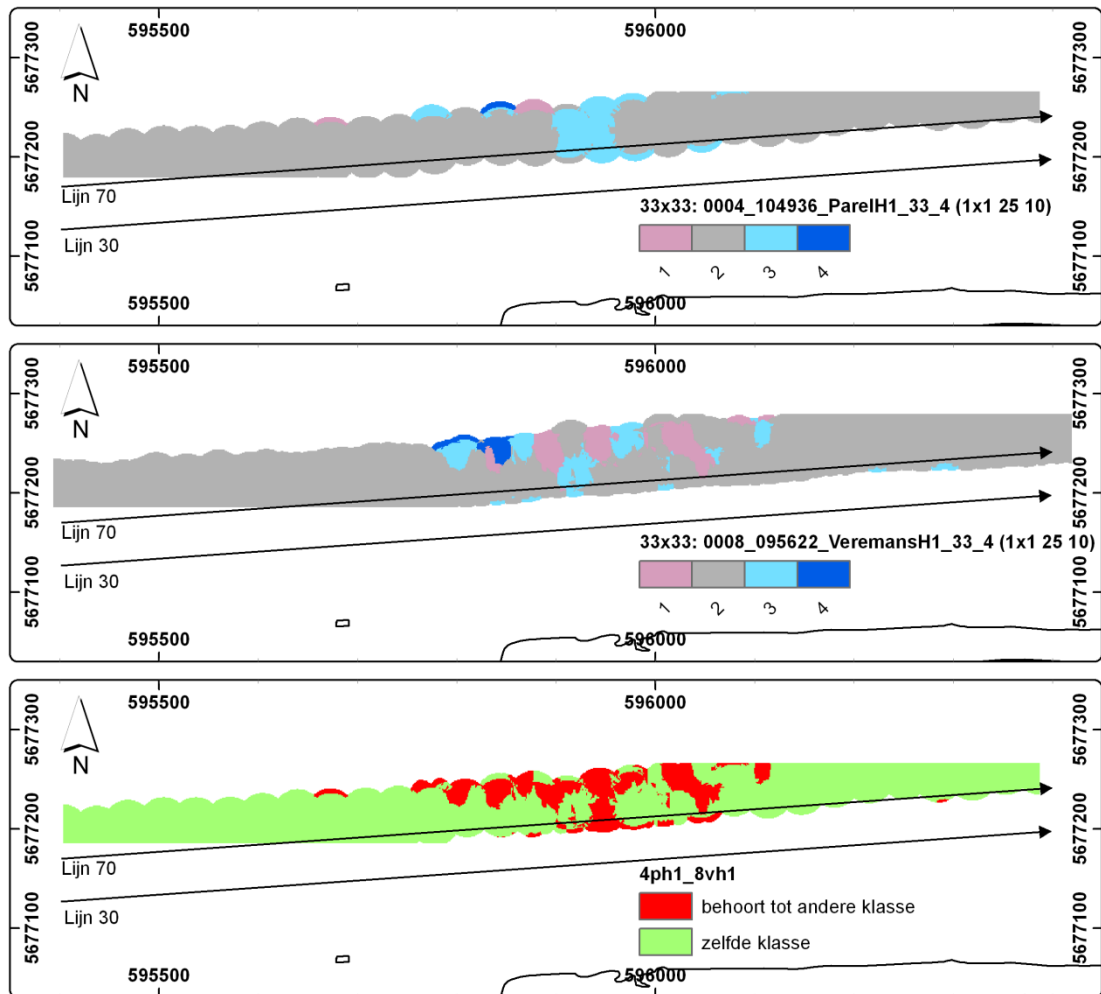 595500 596000
5677300 5677300
N
5677200 5677200
Lijn 70
33x33: 0004_104936_ParelH1_33_4 (1x1 25 10)
Lijn 30
5677100 5677100
1 2 3 4
595500 596000
595500 596000
5677300 5677300
N
5677200 5677200
Lijn 70
33x33: 0008_095622_VeremansH1_33_4 (1x1 25 10)
Lijn 30
5677100 5677100
1 2 3 4
595500 596000
595500 596000
5677300 5677300
N
5677200 5677200
Lijn 70
4ph1_8vh1
behoort tot andere klasse
Lijn 30
5677100 5677100
zelfde klasse
595500 596000